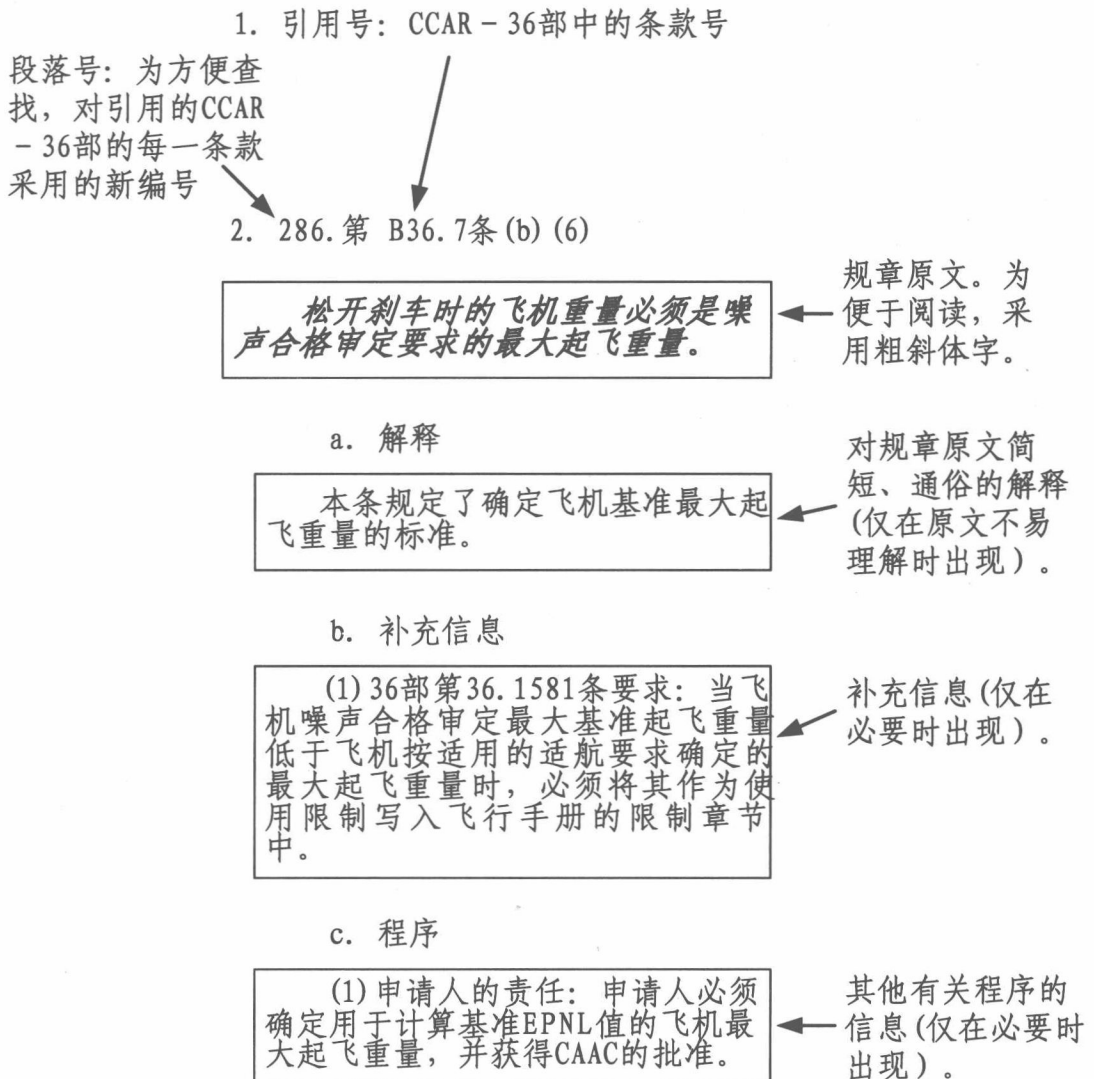 1. 引用号: CCAR-36部中的条款号
段落号: 为方便查
找, 对引用的CCAR
-36部的每一条款
采用的新编号
2. 286.第 B36.7条(b)(6)
松开刹车时的飞机重量必须是噪
声合格审定要求的最大起飞重量。
规章原文。为
便于阅读, 采
用粗斜体字。
a. 解释
本条规定了确定飞机基准最大起
飞重量的标准。
对规章原文简
短、通俗的解释
(仅在原文不易
理解时出现)。
b. 补充信息
(1)36部第36.1581条要求: 当飞
机噪声合格审定最大基准起飞重量
低于飞机按适用的适航要求确定的
最大起飞重量时, 必须将其作为使
用限制写入飞行手册的限制章节
中。
补充信息(仅在
必要时出现)。
c. 程序
(1)申请人的责任: 申请人必须
确定用于计算基准EPNL值的飞机最
大起飞重量, 并获得CAAC的批准。
其他有关程序的
信息(仅在必要时
出现)。